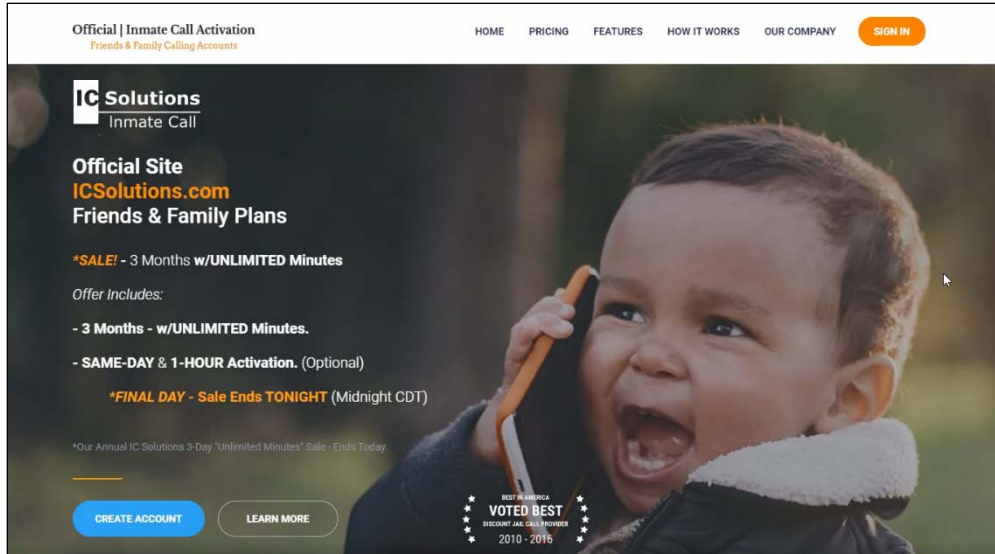 Official | Inmate Call Activation
Friends & Family Calling Accounts
HOME PRICING FEATURES HOW IT WORKS OUR COMPANY SIGN IN
IC Solutions
Inmate Call
Official Site
ICSolutions.com
Friends & Family Plans
*SALE! - 3 Months w/UNLIMITED Minutes
Offer Includes:
- 3 Months - w/UNLIMITED Minutes.
- SAME-DAY & 1-HOUR Activation. (Optional)
*FINAL DAY - Sale Ends TONIGHT (Midnight CDT)
*Our Annual IC Solutions 3-Day "Unlimited Minutes" Sale - Ends Today.
CREATE ACCOUNT LEARN MORE
BEST IN AMERICA
VOTED BEST
DISCOUNT JAIL CALL PROVIDER
2010 - 2016